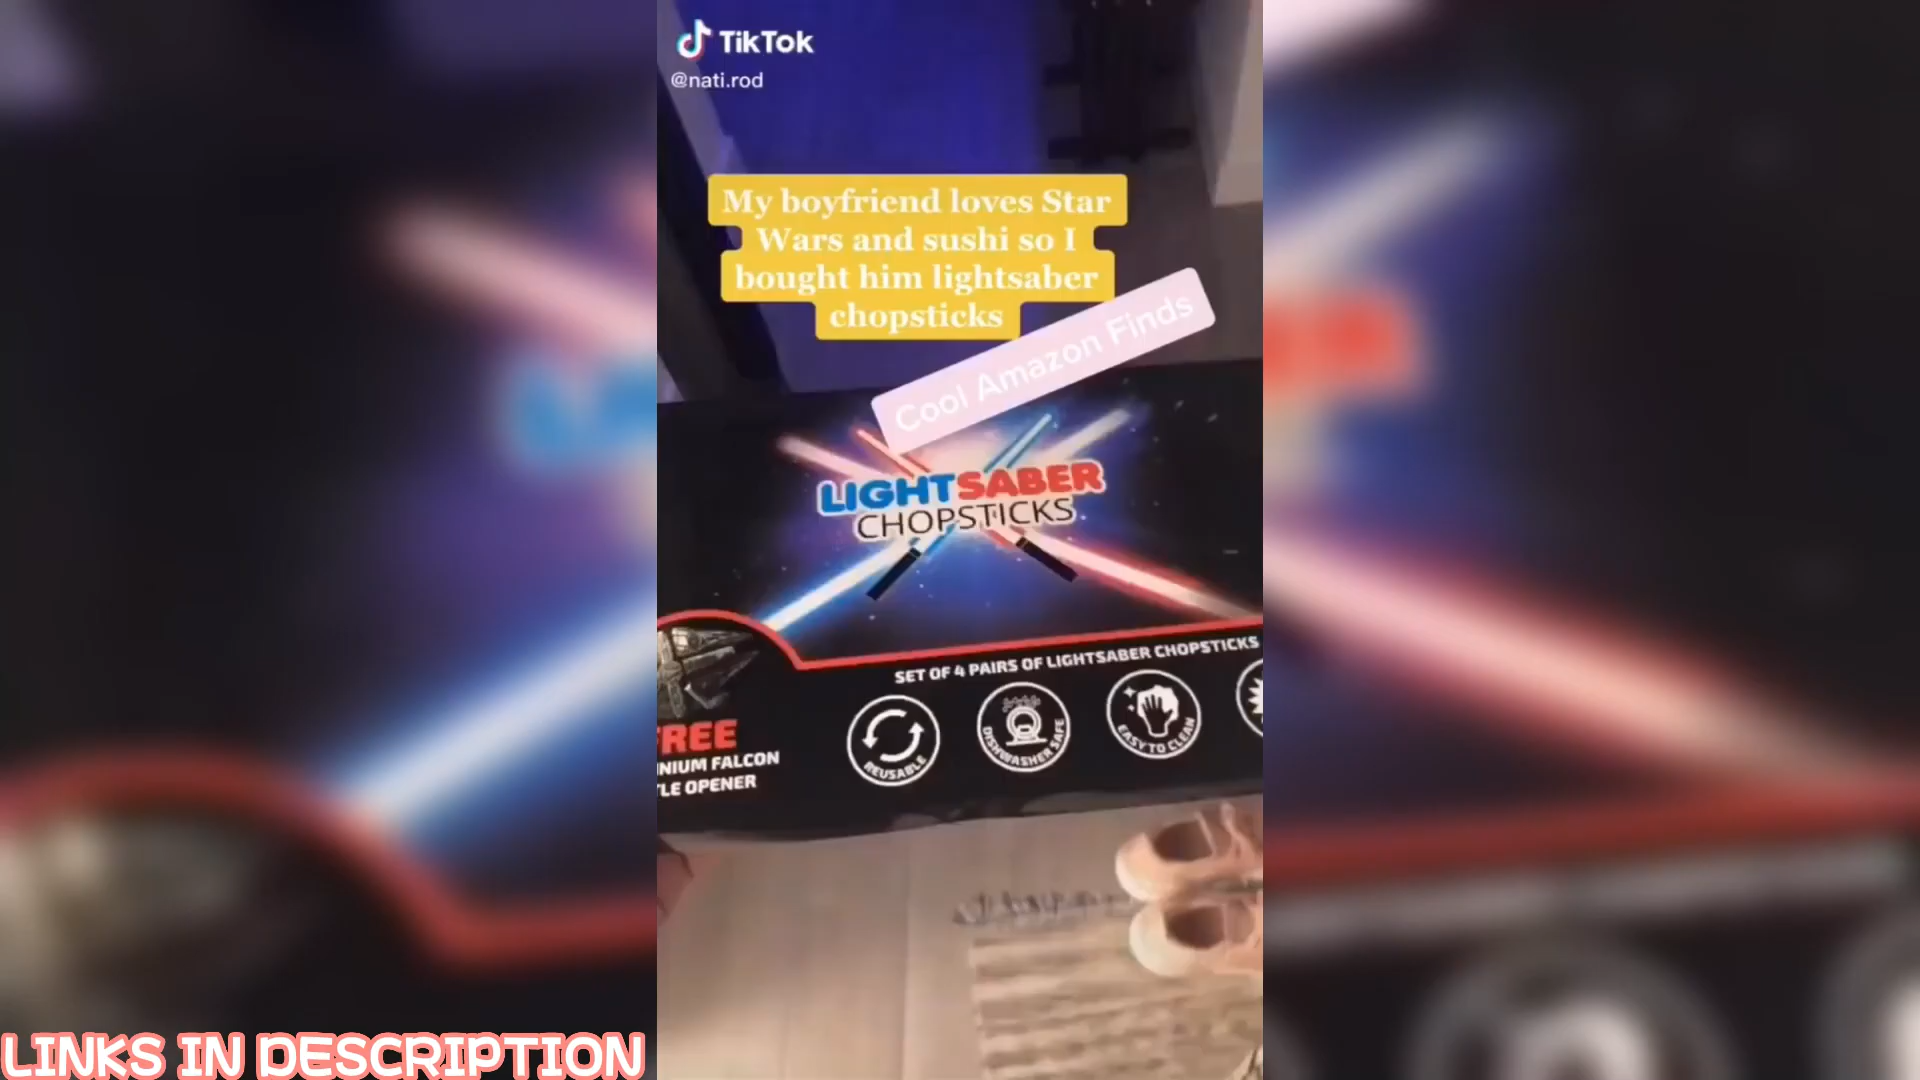 TikTok
@nati.rod
My boyfriend loves Star
Wars and sushi so I
bought him lightsaber
chopsticks
Cool Amazon Finds
LIGHTSABER
CHOPSTICKS
SET OF 4 PAIRS OF LIGHTSABER CHOPSTICKS
FREE
NIUM FALCON
TLE OPENER
REUSABLE
DISHWASHER SAFE
EASY TO CLEAN
LINKS IN DESCRIPTION